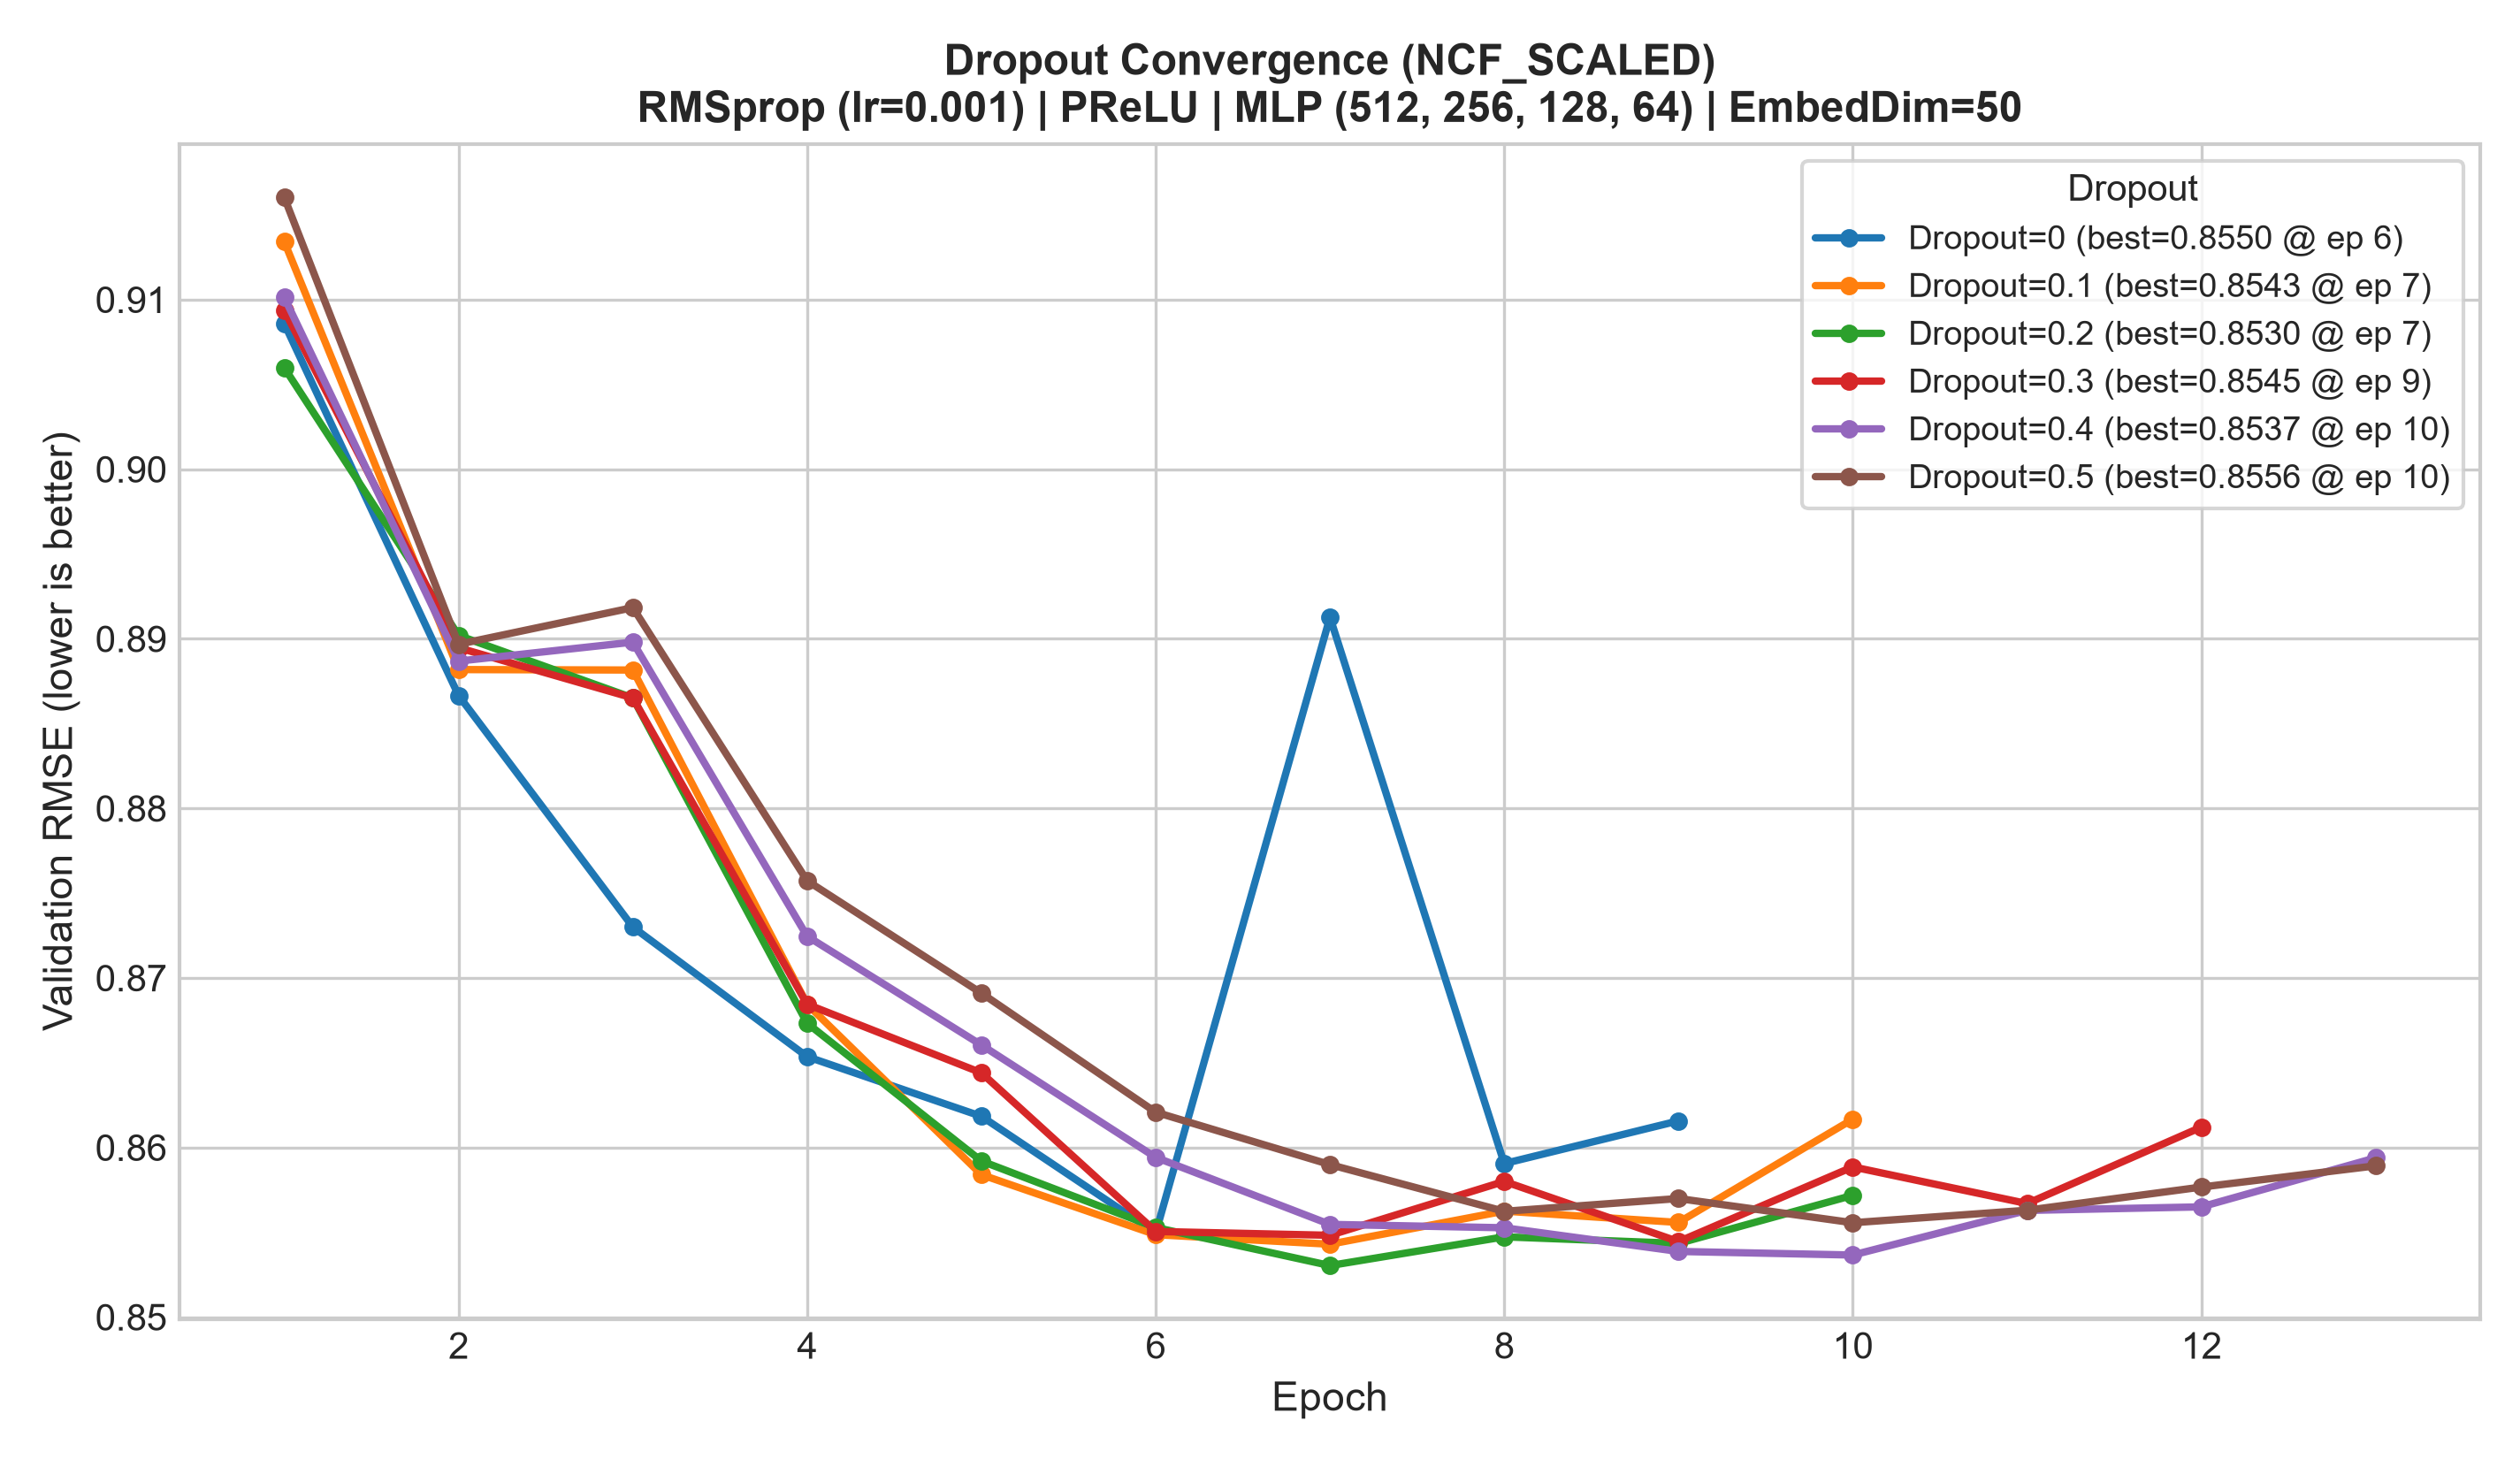 Dropout Convergence (NCF_SCALED)
RMSprop (lr=0.001) | PReLU | MLP (512, 256, 128, 64) | EmbedDim=50
Dropout
Dropout=0 (best=0.8550 @ ep 6)
Dropout=0.1 (best=0.8543 @ ep 7)
Dropout=0.2 (best=0.8530 @ ep 7)
Dropout=0.3 (best=0.8545 @ ep 9)
Dropout=0.4 (best=0.8537 @ ep 10)
Dropout=0.5 (best=0.8556 @ ep 10)
Validation RMSE (lower is better)
0.91
0.90
0.89
0.88
0.87
0.86
0.85
2 4 6 8 10 12
Epoch